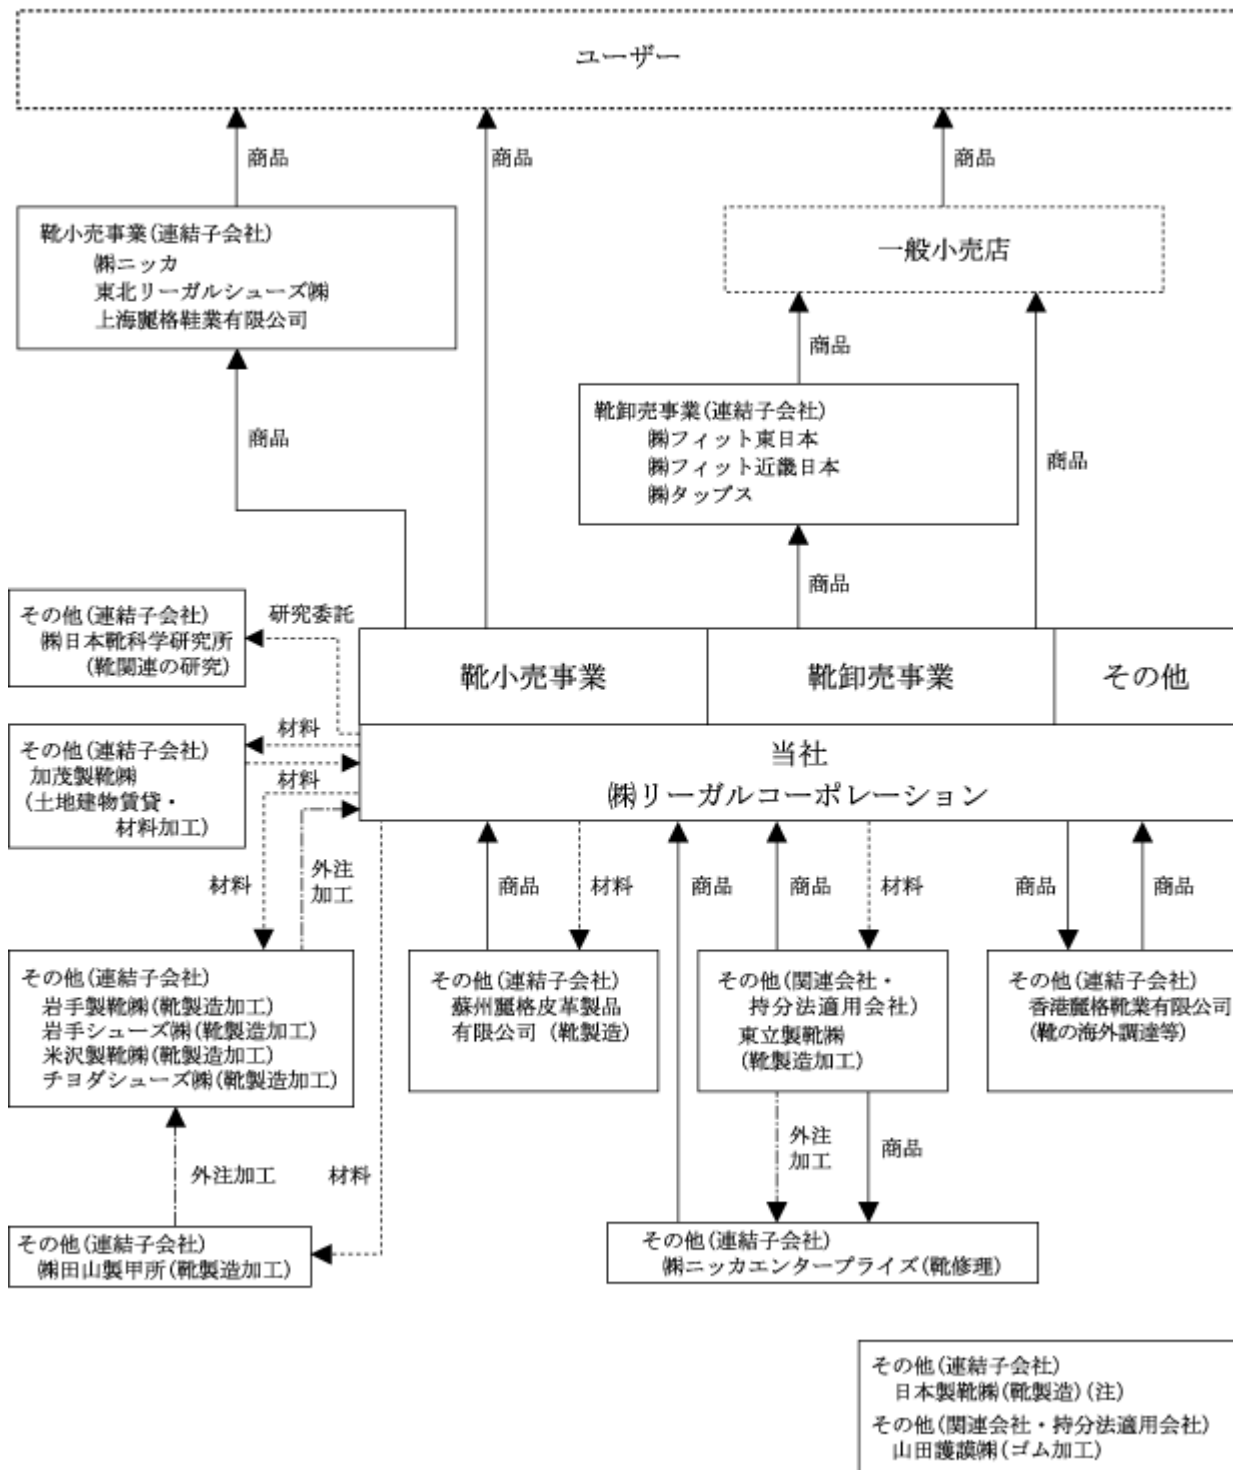 ユーザー
商品
商品
商品
靴小売事業(連結子会社)
㈱ニッカ
東北リーガルシューズ㈱
上海麗格鞋業有限公司
一般小売店
商品
商品
商品
靴卸売事業(連結子会社)
㈱フィット東日本
㈱フィット近畿日本
㈱タップス
商品
その他(連結子会社)
㈱日本靴科学研究所
(靴関連の研究)
研究委託
靴小売事業
靴卸売事業
その他
当社
㈱リーガルコーポレーション
その他(連結子会社)
加茂製靴㈱
(土地建物賃貸・
材料加工)
材料
材料
材料
外注
加工
商品
材料
商品
商品
材料
商品
商品
その他(連結子会社)
岩手製靴㈱(靴製造加工)
岩手シューズ㈱(靴製造加工)
米沢製靴㈱(靴製造加工)
チヨダシューズ㈱(靴製造加工)
その他(連結子会社)
蘇州麗格皮革製品
有限公司(靴製造)
その他(関連会社・
持分法適用会社)
東立製靴㈱
(靴製造加工)
その他(連結子会社)
香港麗格靴業有限公司
(靴の海外調達等)
外注加工
材料
外注
加工
商品
その他(連結子会社)
㈱田山製甲所(靴製造加工)
その他(連結子会社)
㈱ニッカエンタープライズ(靴修理)
その他(連結子会社)
日本製靴㈱(靴製造)(注)
その他(関連会社・持分法適用会社)
山田護謨㈱(ゴム加工)